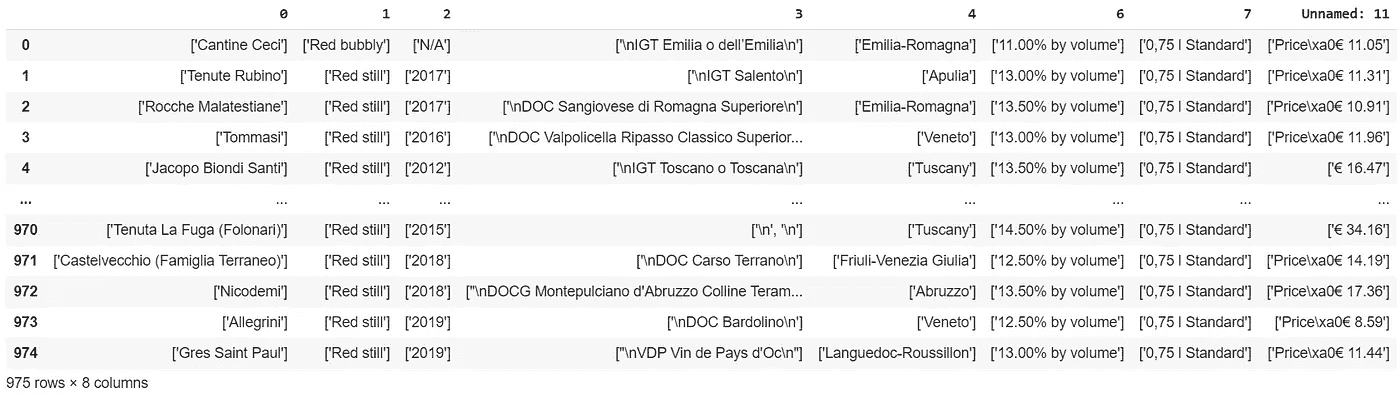 0 1 2 3 4 6 7 Unnamed: 11
0 ['Cantine Ceci'] ['Red bubbly'] ['N/A'] ['\nIGT Emilia o dell'Emilia\n'] ['Emilia-Romagna'] ['11.00% by volume'] ['0,75 l Standard'] ['Price\xa0€ 11.05']
1 ['Tenute Rubino'] ['Red still'] ['2017'] ['\nIGT Salento\n'] ['Apulia'] ['13.00% by volume'] ['0,75 l Standard'] ['Price\xa0€ 11.31']
2 ['Rocche Malatestiane'] ['Red still'] ['2017'] ['\nDOC Sangiovese di Romagna Superiore\n'] ['Emilia-Romagna'] ['13.50% by volume'] ['0,75 l Standard'] ['Price\xa0€ 10.91']
3 ['Tommasi'] ['Red still'] ['2016'] ['\nDOC Valpolicella Ripasso Classico Superior... ['Veneto'] ['13.00% by volume'] ['0,75 l Standard'] ['Price\xa0€ 11.96']
4 ['Jacopo Biondi Santi'] ['Red still'] ['2012'] ['\nIGT Toscano o Toscana\n'] ['Tuscany'] ['13.50% by volume'] ['0,75 l Standard'] ['€ 16.47']
... ... ... ... ... ... ... ... ...
970 ['Tenuta La Fuga (Folonari)'] ['Red still'] ['2015'] ['\n', '\n'] ['Tuscany'] ['14.50% by volume'] ['0,75 l Standard'] ['€ 34.16']
971 ['Castelvecchio (Famiglia Terraneo)'] ['Red still'] ['2018'] ['\nDOC Carso Terrano\n'] ['Friuli-Venezia Giulia'] ['12.50% by volume'] ['0,75 l Standard'] ['Price\xa0€ 14.19']
972 ['Nicodemi'] ['Red still'] ['2018'] ["\nDOCG Montepulciano d'Abruzzo Colline Teram... ['Abruzzo'] ['13.50% by volume'] ['0,75 l Standard'] ['Price\xa0€ 17.36']
973 ['Allegrini'] ['Red still'] ['2019'] ['\nDOC Bardolino\n'] ['Veneto'] ['12.50% by volume'] ['0,75 l Standard'] ['Price\xa0€ 8.59']
974 ['Gres Saint Paul'] ['Red still'] ['2019'] ["\nVDP Vin de Pays d'Oc\n"] ['Languedoc-Roussillon'] ['13.00% by volume'] ['0,75 l Standard'] ['Price\xa0€ 11.44']
975 rows × 8 columns